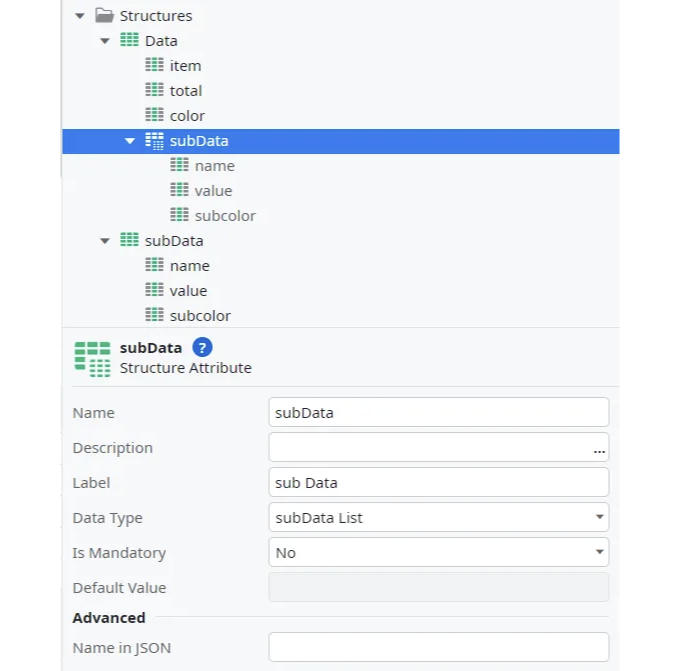 Structures
Data
item
total
color
subData
name
value
subcolor
subData
name
value
subcolor
subData ?
Structure Attribute
Name subData
Description ...
Label sub Data
Data Type subData List
Is Mandatory No
Default Value
Advanced
Name in JSON